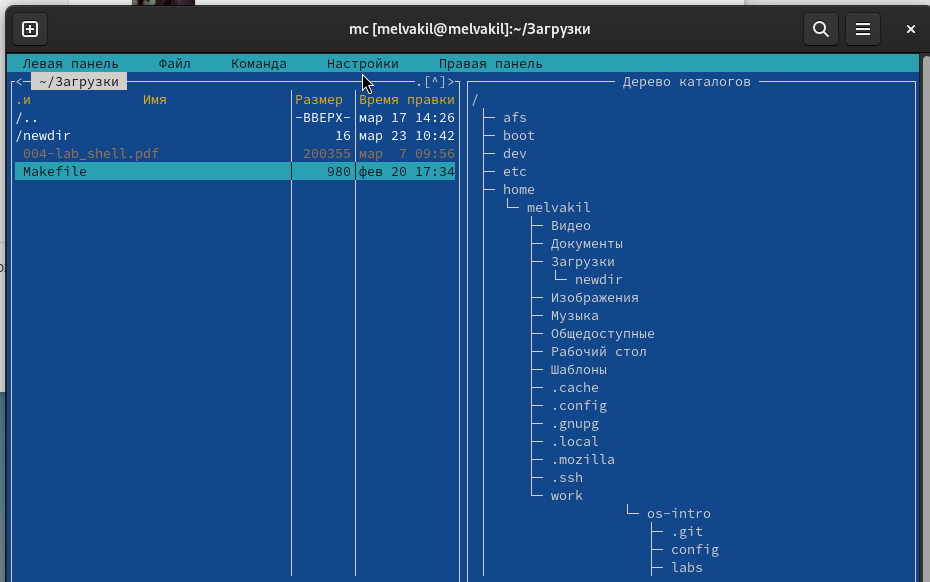 mc [melvakil@melvakil]:~/Загрузки
Левая панель Файл Команда Настройки Правая панель
<— ~/Загрузки .[^]>
.и Имя Размер Время правки
/.. -ВВЕРХ- мар 17 14:26
/newdir 16 мар 23 10:42
004-lab_shell.pdf 200355 мар 7 09:56
Makefile 980 фев 20 17:34
Дерево каталогов
/
afs
boot
dev
etc
home
melvakil
Видео
Документы
Загрузки
newdir
Изображения
Музыка
Общедоступные
Рабочий стол
Шаблоны
.cache
.config
.gnupg
.local
.mozilla
.ssh
work
os-intro
.git
config
labs